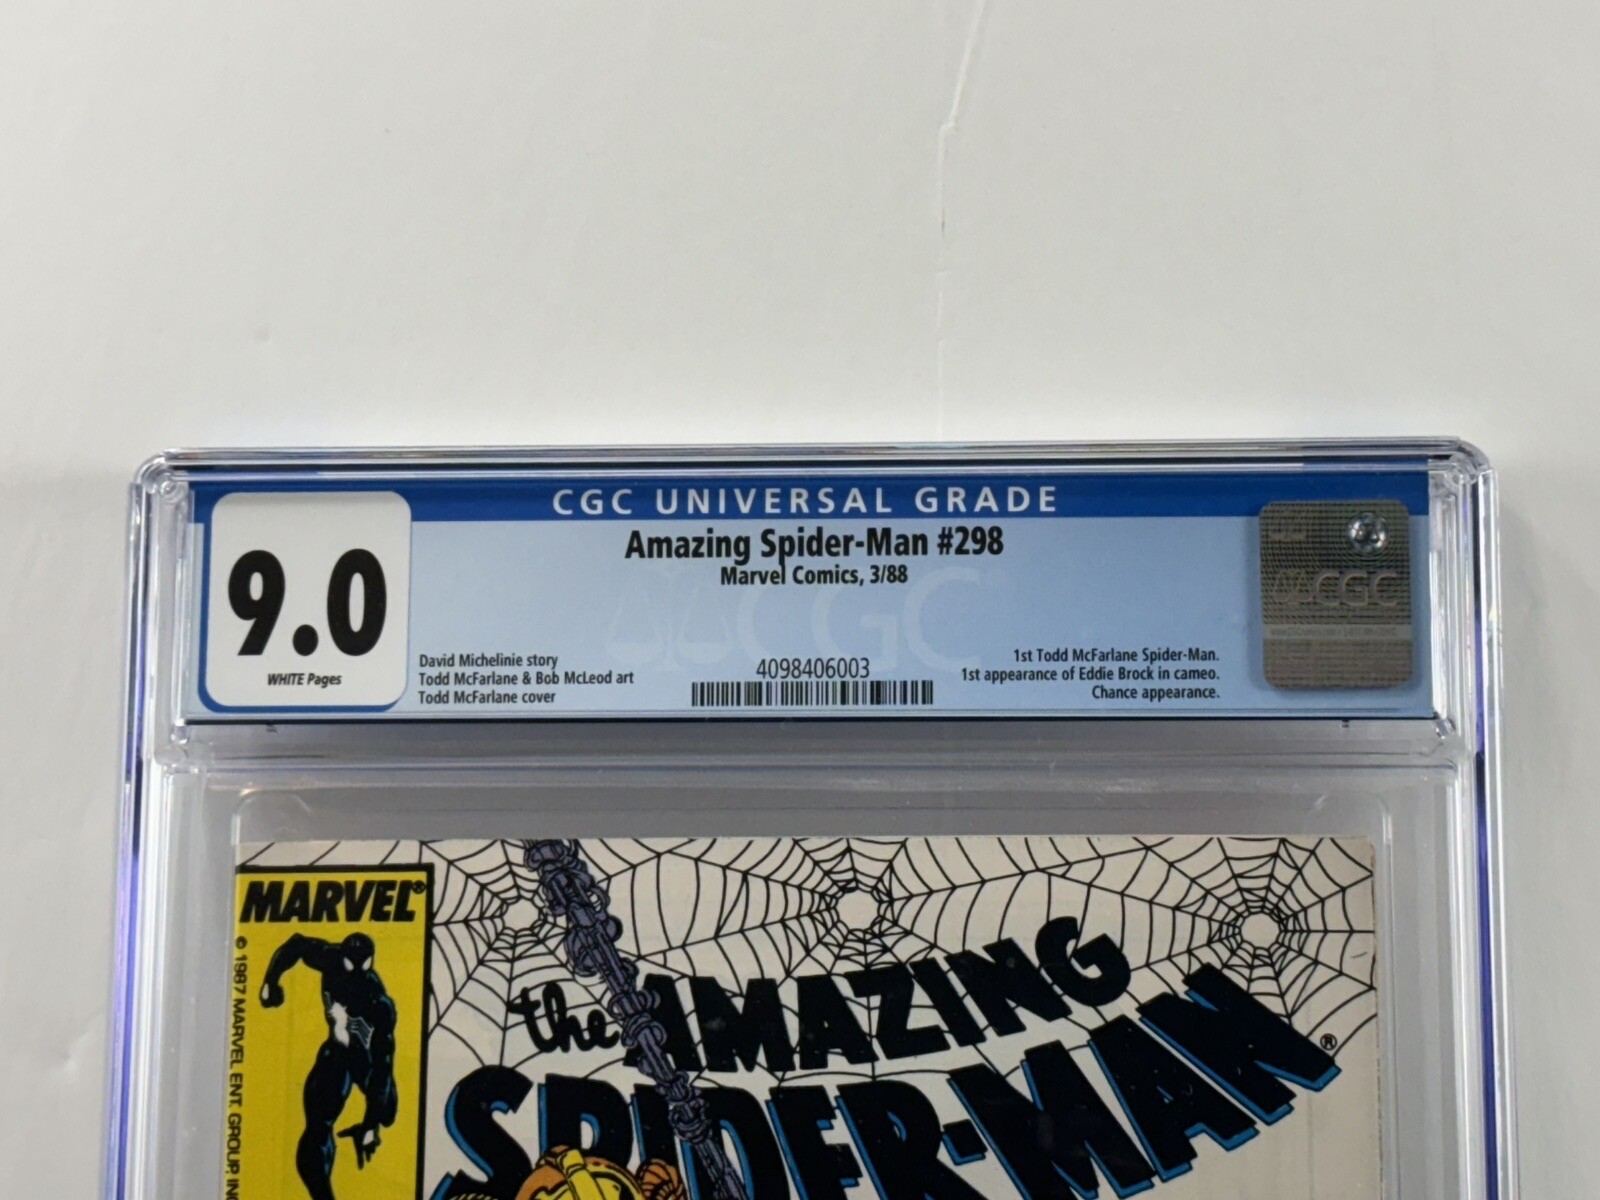 CGC UNIVERSAL GRADE
9.0
WHITE Pages
Amazing Spider-Man #298
Marvel Comics, 3/88
David Michelinie story
Todd McFarlane & Bob McLeod art
Todd McFarlane cover
4098406003
1st Todd McFarlane Spider-Man.
1st appearance of Eddie Brock in cameo.
Chance appearance.
CGC
CGC
MARVEL®
© 1987 MARVEL ENT. GROUP, IN
the AMAZING
SPIDER-MAN®